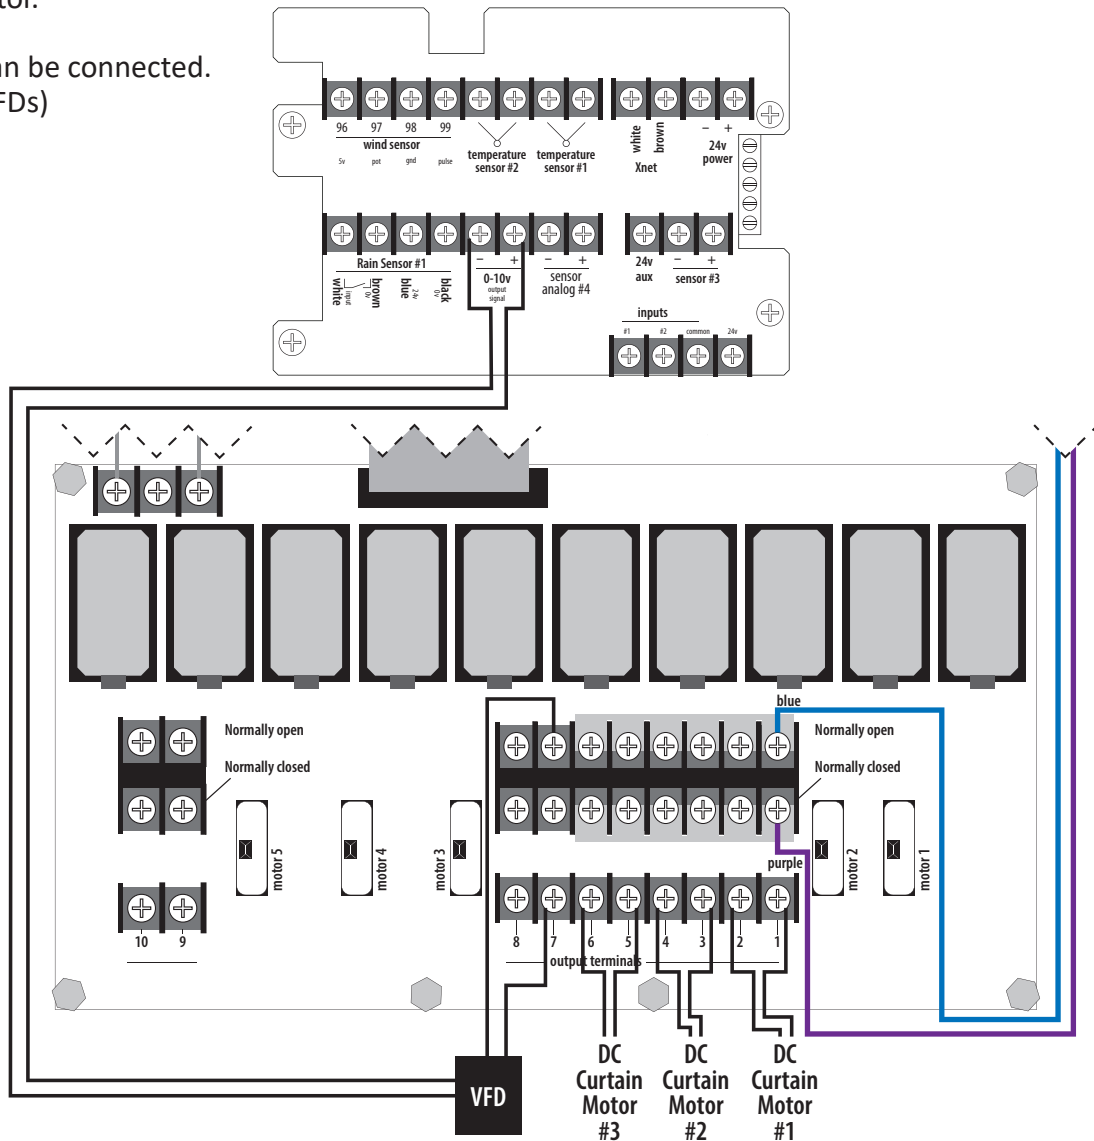 tor.
an be connected.
FDs)
96 97 98 99
wind sensor
5v pot gnd pulse
temperature
sensor #2
temperature
sensor #1
white
brown
Xnet
– +
24v
power
Rain Sensor #1
white
input
0v
brown
blue
24v
black
0v
– +
0-10v
output
signal
– +
sensor
analog #4
24v
aux
– +
sensor #3
inputs
#1 #2 common 24v
blue
Normally open
Normally closed
Normally open
Normally closed
motor 5
motor 4
motor 3
purple
motor 2
motor 1
10 9
8 7 6 5 4 3 2 1
output terminals
VFD
DC
Curtain
Motor
#3
DC
Curtain
Motor
#2
DC
Curtain
Motor
#1